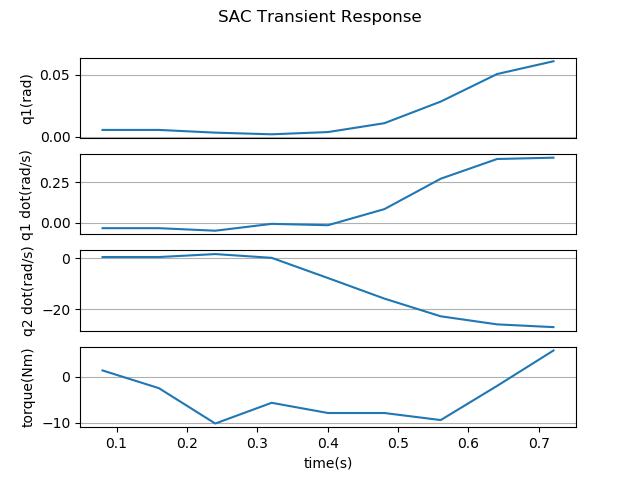 SAC Transient Response
q1(rad)
0.05
0.00
q1 dot(rad/s)
0.25
0.00
q2 dot(rad/s)
0
−20
torque(Nm)
0
−10
0.1 0.2 0.3 0.4 0.5 0.6 0.7
time(s)